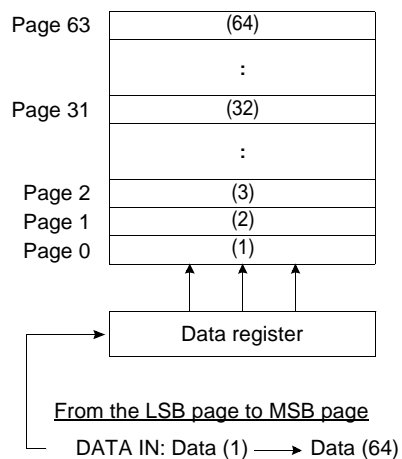 Page 63 (64)
:
Page 31 (32)
:
Page 2 (3)
Page 1 (2)
Page 0 (1)
Data register
From the LSB page to MSB page
DATA IN: Data (1) Data (64)